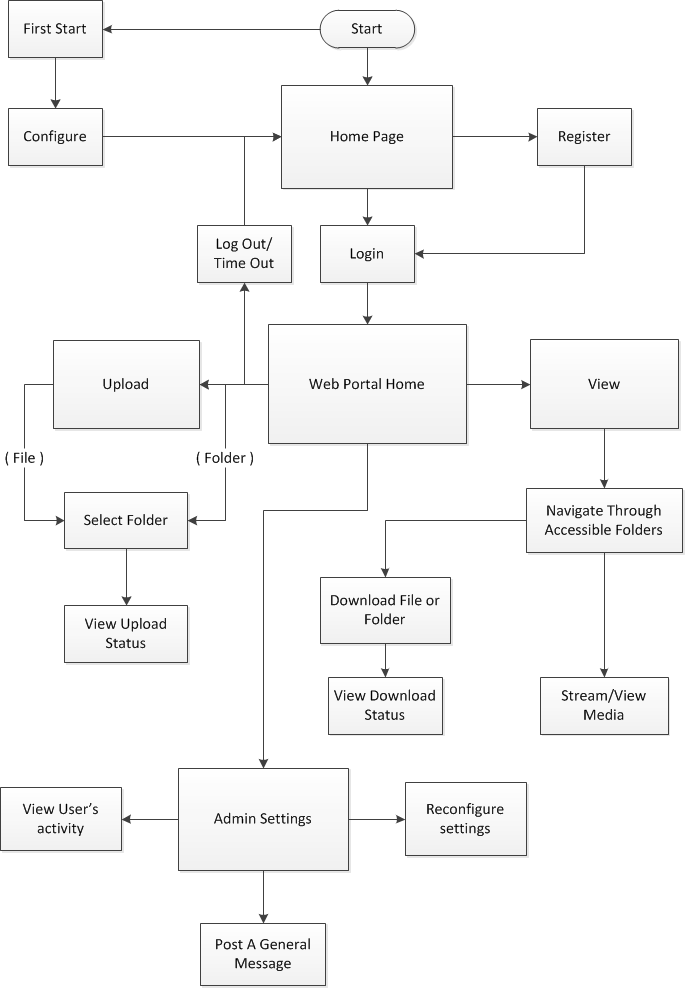 First Start
Start
Configure
Home Page
Register
Log Out/
Time Out
Login
Upload
Web Portal Home
View
( File )
( Folder )
Select Folder
Navigate Through
Accessible Folders
Download File or
Folder
View Upload
Status
View Download
Status
Stream/View
Media
View User’s
activity
Admin Settings
Reconfigure
settings
Post A General
Message